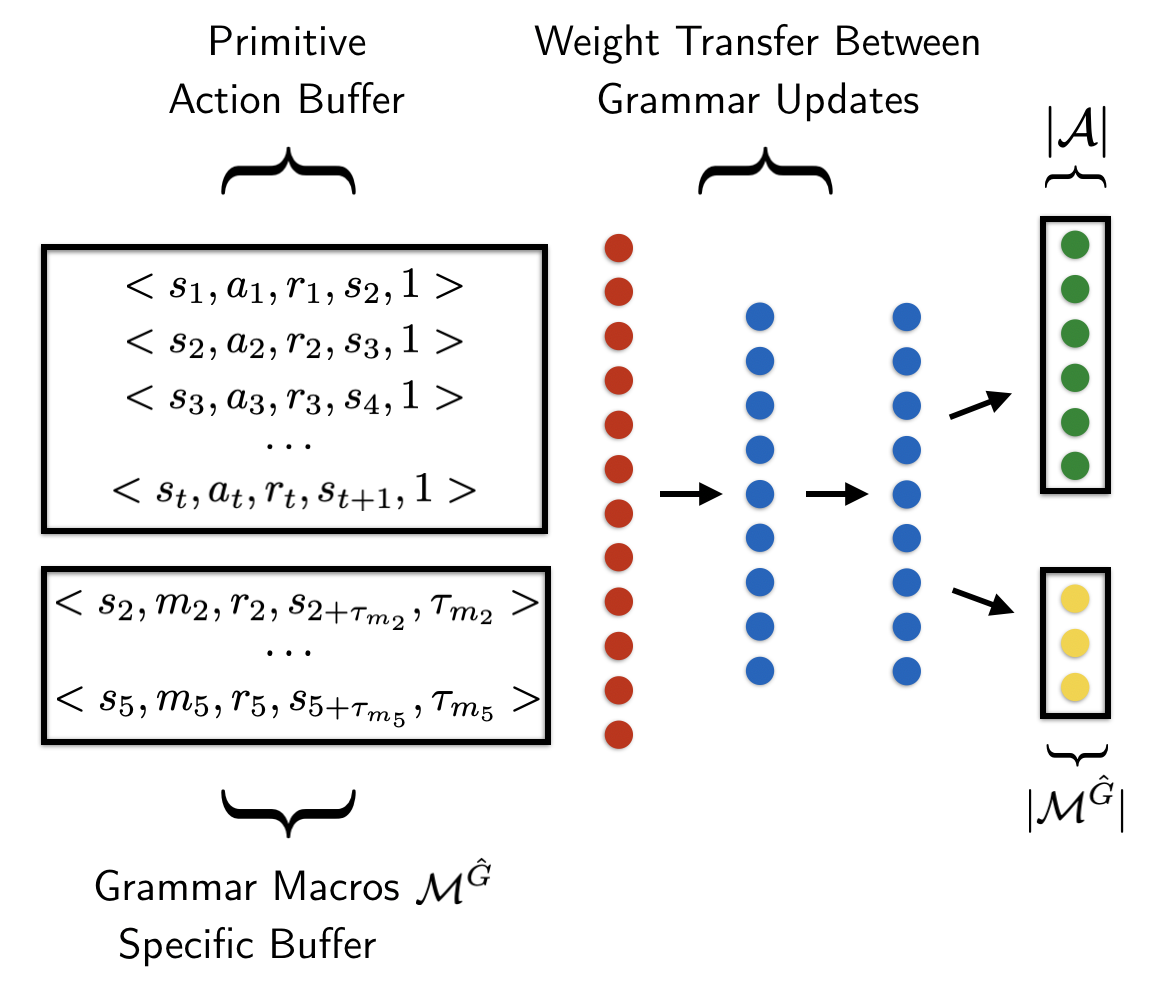 Primitive
Action Buffer
Weight Transfer Between
Grammar Updates
$|\mathcal{A}|$
$< s_1, a_1, r_1, s_2, 1 >$
$< s_2, a_2, r_2, s_3, 1 >$
$< s_3, a_3, r_3, s_4, 1 >$
$\cdots$
$< s_t, a_t, r_t, s_{t+1}, 1 >$
$< s_2, m_2, r_2, s_{2+\tau_{m_2}}, \tau_{m_2} >$
$\cdots$
$< s_5, m_5, r_5, s_{5+\tau_{m_5}}, \tau_{m_5} >$
$|\mathcal{M}^{\hat{G}}|$
Grammar Macros $\mathcal{M}^{\hat{G}}$
Specific Buffer